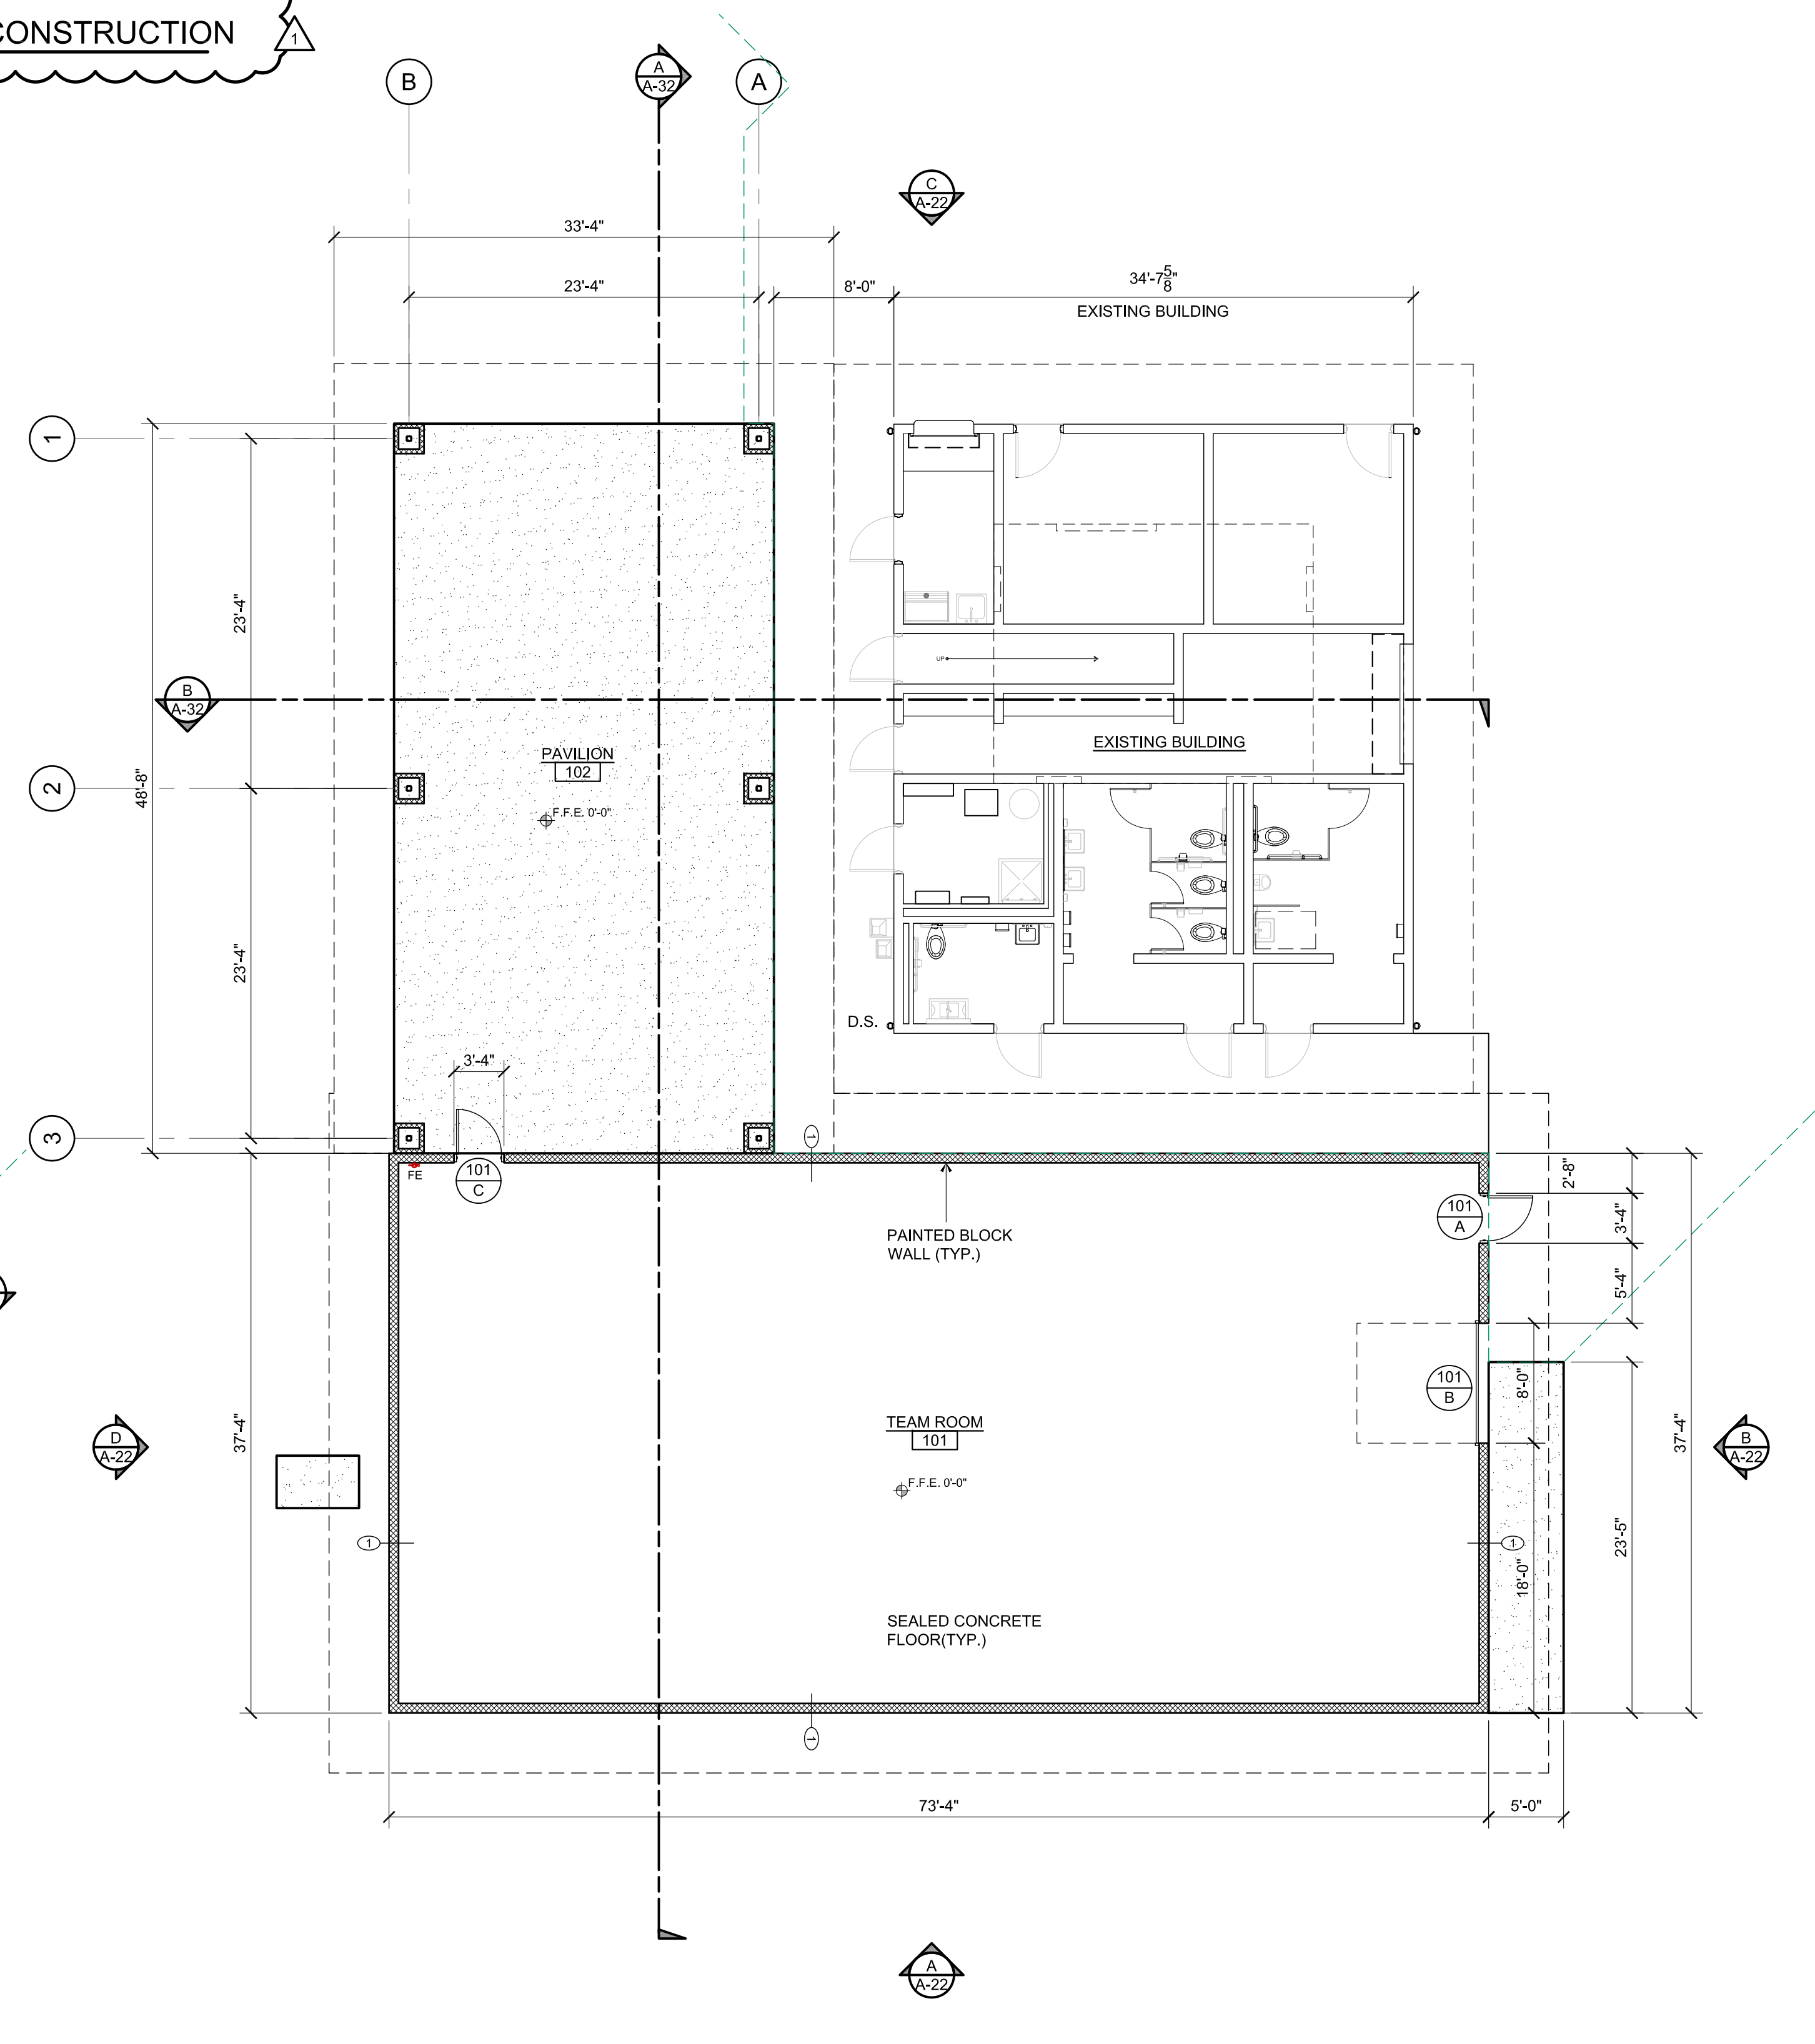 CONSTRUCTION
1
B
A
A-32
A
C
A-22
33'-4"
23'-4"
8'-0"
34'-7 5/8"
EXISTING BUILDING
1
23'-4"
48'-8"
UP
B
A-32
EXISTING BUILDING
PAVILION
102
2
F.F.E. 0'-0"
23'-4"
D.S.
3'-4"
3
1
FE
101
C
2'-8"
101
A
3'-4"
PAINTED BLOCK
WALL (TYP.)
5'-4"
101
B
8'-0"
TEAM ROOM
101
37'-4"
37'-4"
D
A-22
B
A-22
F.F.E. 0'-0"
1
1
23'-5"
18'-0"
SEALED CONCRETE
FLOOR(TYP.)
1
73'-4"
5'-0"
A
A-22